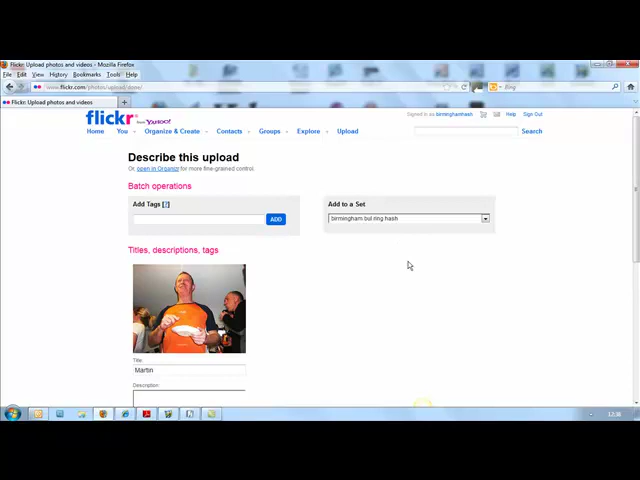 Flickr: Upload photos and videos - Mozilla Firefox
File Edit View History Bookmarks Tools Help
www.flickr.com/photos/upload/done/
Bing
Flickr: Upload photos and videos
flickr from YAHOO!
Signed in as birminghamhash Help Sign Out
Home You Organize & Create Contacts Groups Explore Upload
Search
Describe this upload
Or, open in Organizr for more fine-grained control.
Batch operations
Add Tags [?]
Add to a Set
ADD
birmingham bul ring hash
Titles, descriptions, tags
Title:
Martin
Description: